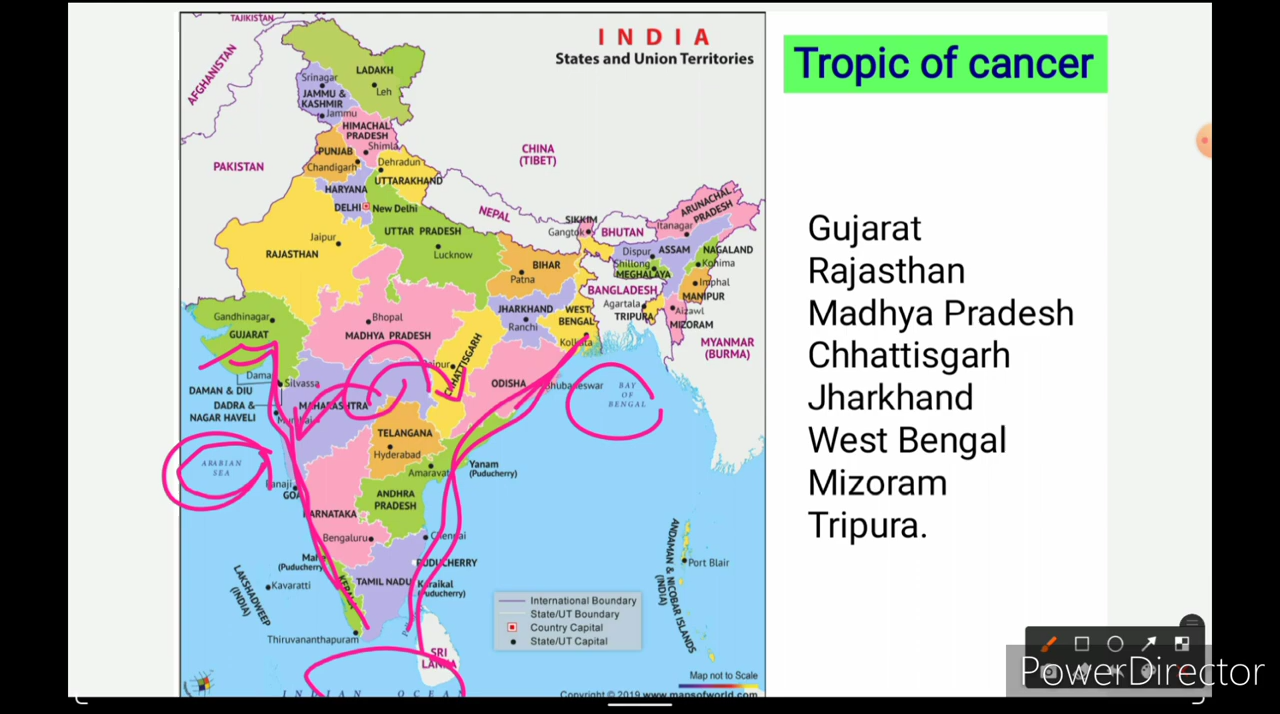 TAJIKISTAN
AFGHANISTAN
PAKISTAN
INDIA
States and Union Territories
LADAKH
Leh
Srinagar
JAMMU &
KASHMIR
Jammu
HIMACHAL
PRADESH
Shimla
PUNJAB
Chandigarh
Dehradun
UTTARAKHAND
HARYANA
DELHI
New Delhi
CHINA
(TIBET)
NEPAL
SIKKIM
Gangtok
BHUTAN
ARUNACHAL
PRADESH
Itanagar
UTTAR PRADESH
Lucknow
Jaipur
RAJASTHAN
BIHAR
Patna
Dispur
ASSAM
NAGALAND
Kohima
Shillong
MEGHALAYA
Imphal
MANIPUR
BANGLADESH
Agartala
TRIPURA
Aizawl
MIZORAM
MYANMAR
(BURMA)
Gandhinagar
GUJARAT
Bhopal
MADHYA PRADESH
JHARKHAND
Ranchi
WEST
BENGAL
Kolkata
CHHATTISGARH
ODISHA
Bhubaneswar
BAY
OF
BENGAL
Silvassa
DAMAN & DIU
DADRA &
NAGAR HAVELI
MAHARASHTRA
TELANGANA
Hyderabad
ARABIAN
SEA
GOA
Yanam
(Puducherry)
ANDHRA
PRADESH
KARNATAKA
Bengaluru
Chennai
PUDUCHERRY
(Puducherry)
TAMIL NADU
Karaikal
(Puducherry)
KERALA
LAKSHADWEEP
(INDIA)
Kavaratti
Thiruvananthapuram
SRI
LANKA
ANDAMAN & NICOBAR ISLANDS
(INDIA)
Port Blair
International Boundary
State/UT Boundary
Country Capital
State/UT Capital
Map not to Scale
INDIAN OCEAN
Copyright © 2019 www.mapsofworld.com
Tropic of cancer
Gujarat
Rajasthan
Madhya Pradesh
Chhattisgarh
Jharkhand
West Bengal
Mizoram
Tripura.
PowerDirector